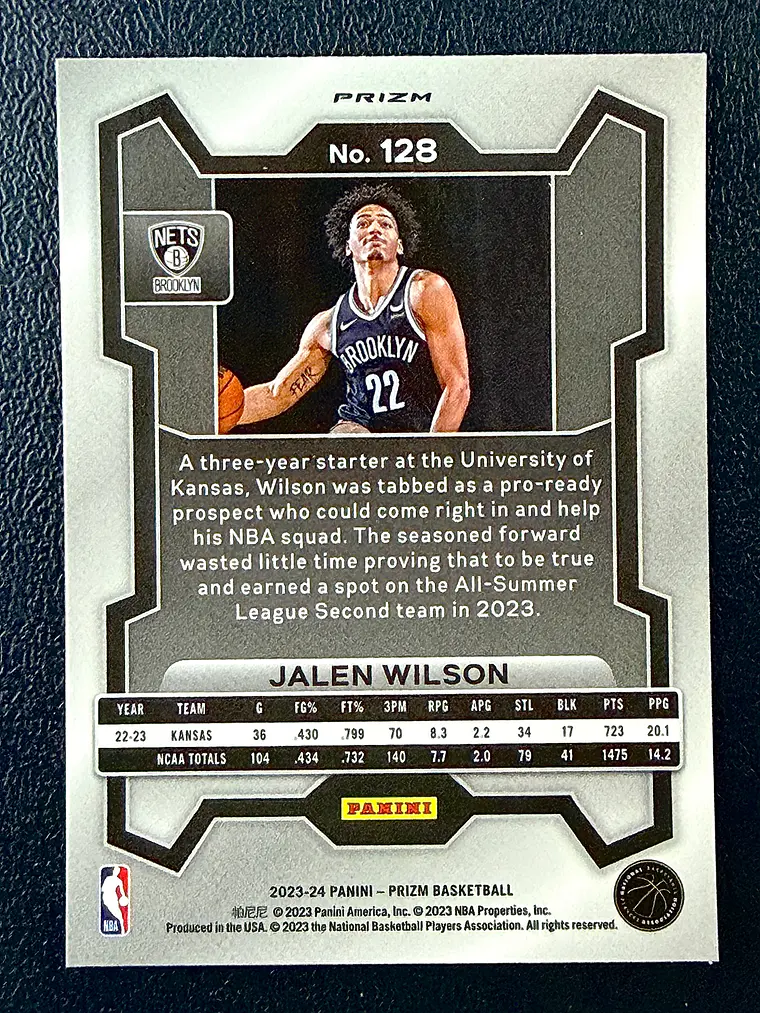 PRIZM
No. 128
NETS
B
BROOKLYN
BROOKLYN
22
FEAR
A three-year starter at the University of
Kansas, Wilson was tabbed as a pro-ready
prospect who could come right in and help
his NBA squad. The seasoned forward
wasted little time proving that to be true
and earned a spot on the All-Summer
League Second team in 2023.
JALEN WILSON
YEAR TEAM G FG% FT% 3PM RPG APG STL BLK PTS PPG
22-23 KANSAS 36 .430 .799 70 8.3 2.2 34 17 723 20.1
NCAA TOTALS 104 .434 .732 140 7.7 2.0 79 41 1475 14.2
PANINI
2023-24 PANINI – PRIZM BASKETBALL
帕尼尼 © 2023 Panini America, Inc. © 2023 NBA Properties, Inc.
Produced in the USA. © 2023 the National Basketball Players Association. All rights reserved.
NBA
NATIONAL BASKETBALL PLAYERS ASSOCIATION